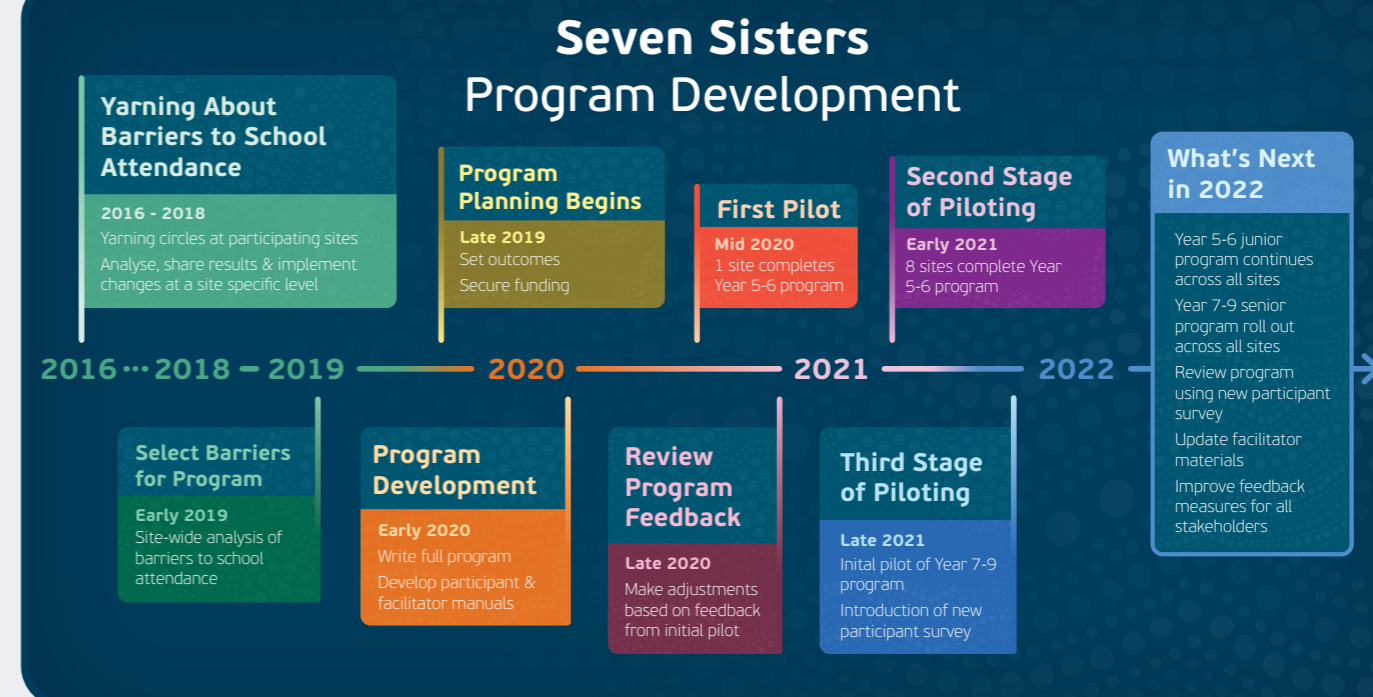 Seven Sisters
Program Development
Yarning About
Barriers to School
Attendance
2016 - 2018
Yarning circles at participating sites
Analyse, share results & implement
changes at a site specific level
Program
Planning Begins
Late 2019
Set outcomes
Secure funding
First Pilot
Mid 2020
1 site completes
Year 5-6 program
Second Stage
of Piloting
Early 2021
8 sites complete Year
5-6 program
What's Next
in 2022
Year 5-6 junior
program continues
across all sites
Year 7-9 senior
program roll out
across all sites
Review program
using new participant
survey
Update facilitator
materials
Improve feedback
measures for all
stakeholders
2016 ··· 2018 – 2019 2020 2021 2022
Select Barriers
for Program
Early 2019
Site-wide analysis of
barriers to school
attendance
Program
Development
Early 2020
Write full program
Develop participant &
facilitator manuals
Review
Program
Feedback
Late 2020
Make adjustments
based on feedback
from initial pilot
Third Stage
of Piloting
Late 2021
Inital pilot of Year 7-9
program
Introduction of new
participant survey